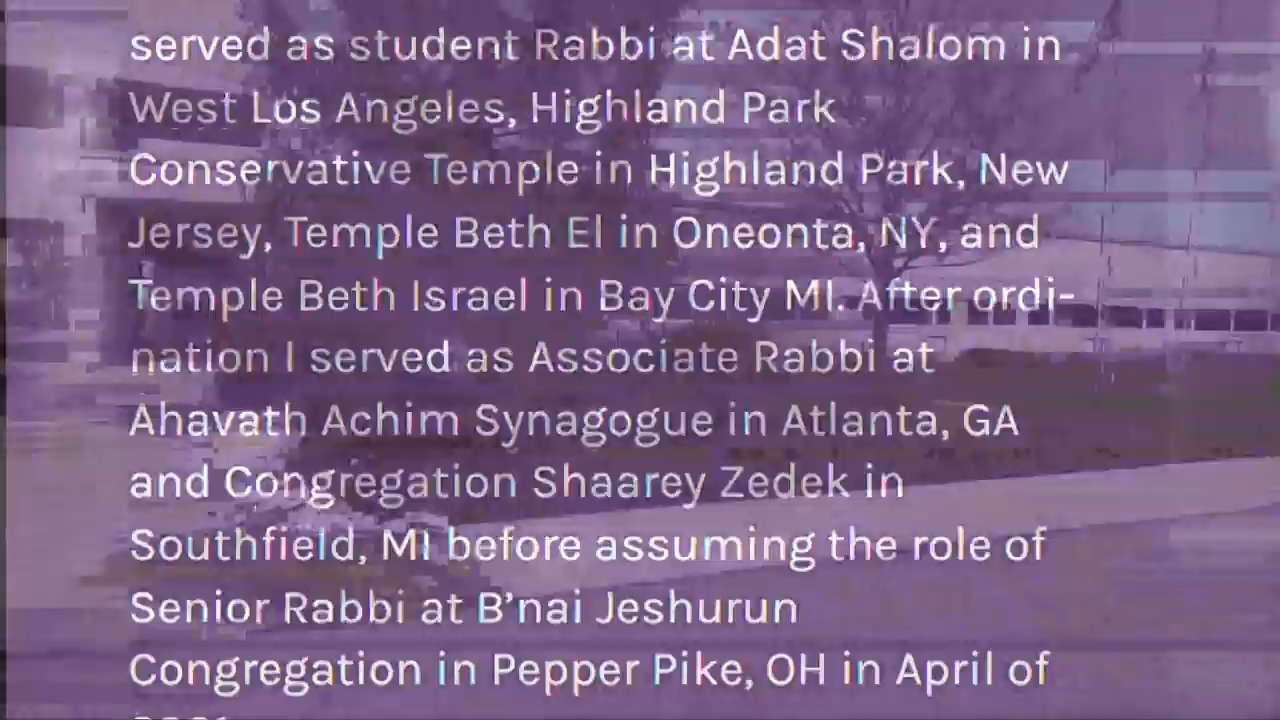 served as student Rabbi at Adat Shalom in
West Los Angeles, Highland Park
Conservative Temple in Highland Park, New
Jersey, Temple Beth El in Oneonta, NY, and
Temple Beth Israel in Bay City MI. After ordi-
nation I served as Associate Rabbi at
Ahavath Achim Synagogue in Atlanta, GA
and Congregation Shaarey Zedek in
Southfield, MI before assuming the role of
Senior Rabbi at B’nai Jeshurun
Congregation in Pepper Pike, OH in April of